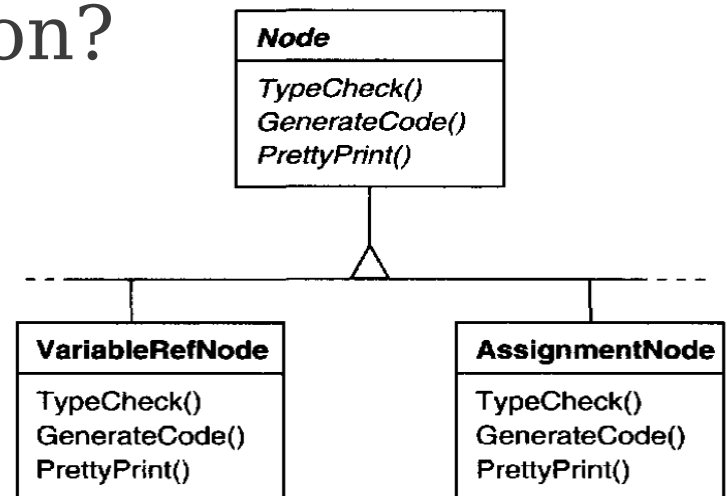 on?
Node
TypeCheck()
GenerateCode()
PrettyPrint()
VariableRefNode
TypeCheck()
GenerateCode()
PrettyPrint()
AssignmentNode
TypeCheck()
GenerateCode()
PrettyPrint()